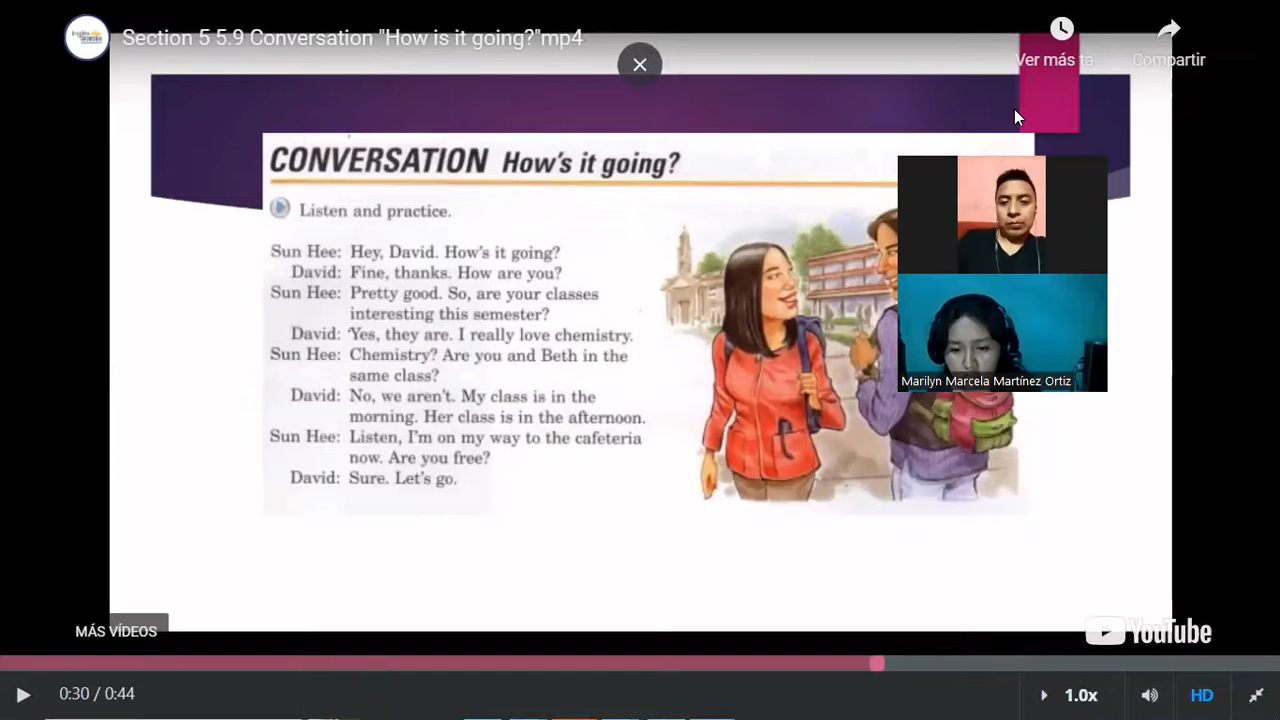 Section 5 5.9 Conversation "How is it going?"mp4
Ver más ta
Compartir
CONVERSATION How's it going?
Listen and practice.
Sun Hee: Hey, David. How's it going?
David: Fine, thanks. How are you?
Sun Hee: Pretty good. So, are your classes
interesting this semester?
David: Yes, they are. I really love chemistry.
Sun Hee: Chemistry? Are you and Beth in the
same class?
David: No, we aren't. My class is in the
morning. Her class is in the afternoon.
Sun Hee: Listen, I'm on my way to the cafeteria
now. Are you free?
David: Sure. Let's go.
Marilyn Marcela Martínez Ortiz
MÁS VÍDEOS
YouTube
0:30 / 0:44
1.0x
HD